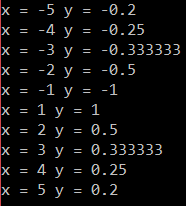 x = -5 y = -0.2
x = -4 y = -0.25
x = -3 y = -0.333333
x = -2 y = -0.5
x = -1 y = -1
x = 1 y = 1
x = 2 y = 0.5
x = 3 y = 0.333333
x = 4 y = 0.25
x = 5 y = 0.2